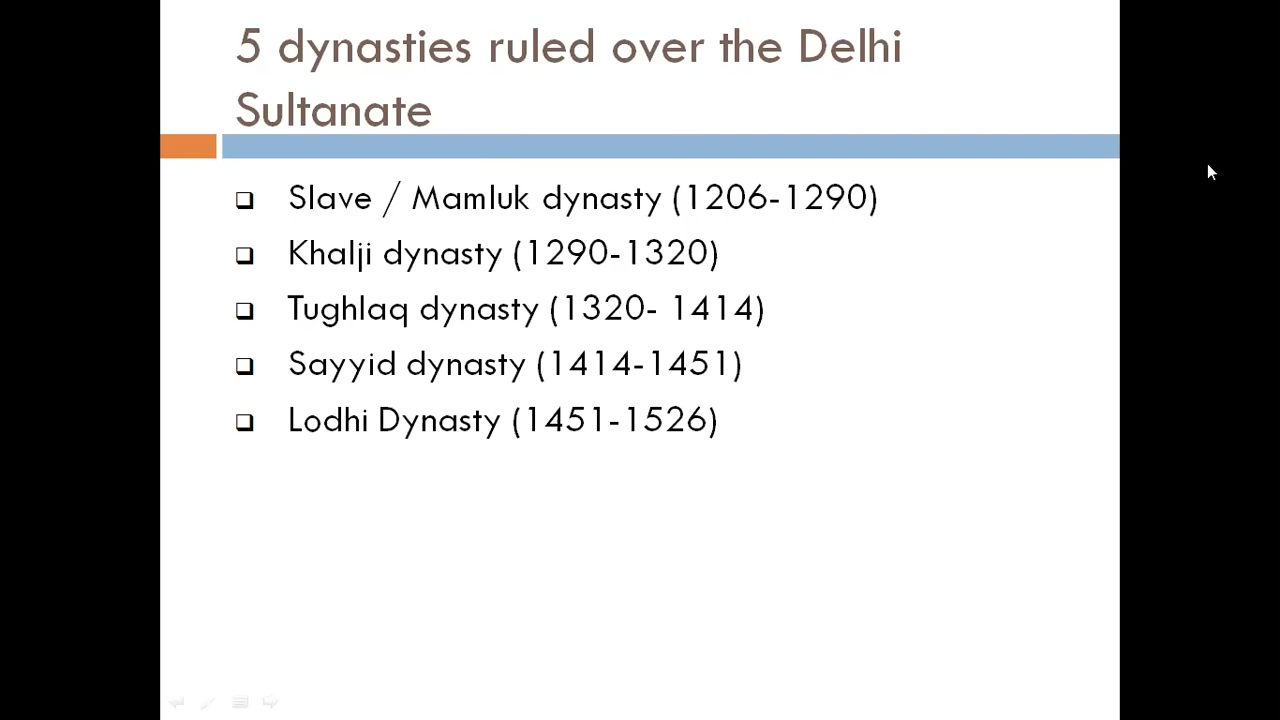 5 dynasties ruled over the Delhi
Sultanate
Slave / Mamluk dynasty (1206-1290)
Khalji dynasty (1290-1320)
Tughlaq dynasty (1320- 1414)
Sayyid dynasty (1414-1451)
Lodhi Dynasty (1451-1526)